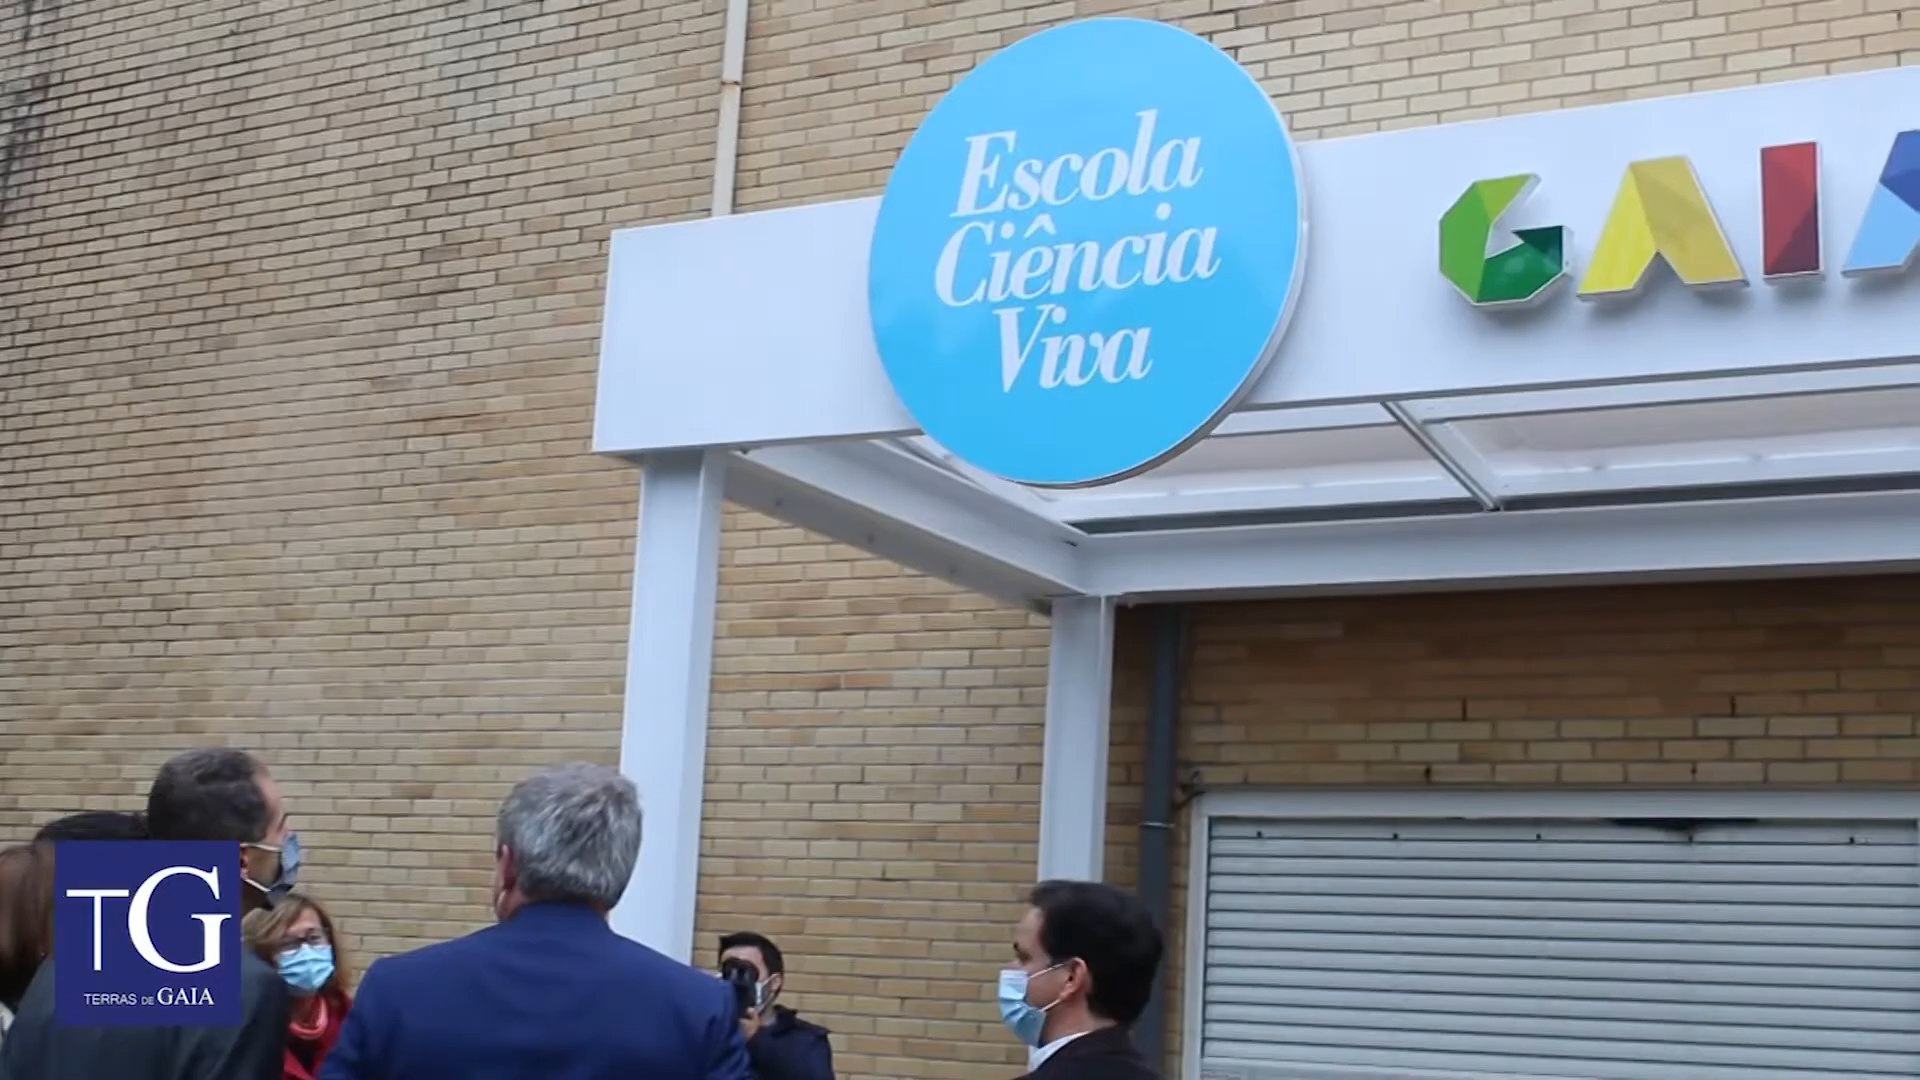 Escola
Ciência
Viva
GAIA
TG
TERRAS DE GAIA